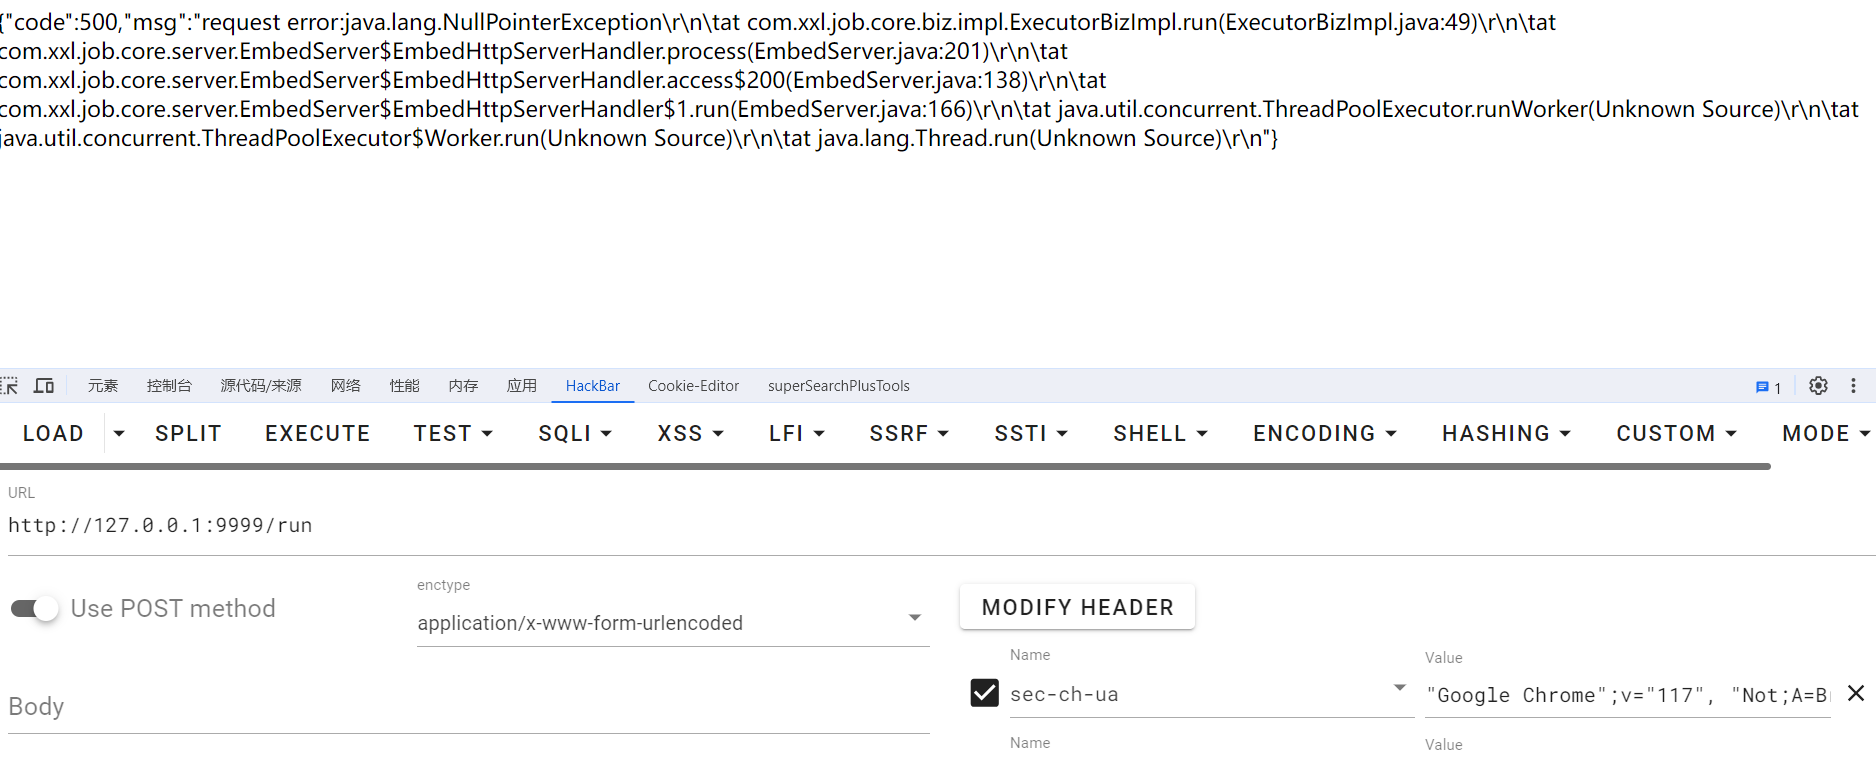 {"code":500,"msg":"request error:java.lang.NullPointerException\r\n\tat com.xxl.job.core.biz.impl.ExecutorBizImpl.run(ExecutorBizImpl.java:49)\r\n\tat
com.xxl.job.core.server.EmbedServer$EmbedHttpServerHandler.process(EmbedServer.java:201)\r\n\tat
com.xxl.job.core.server.EmbedServer$EmbedHttpServerHandler.access$200(EmbedServer.java:138)\r\n\tat
com.xxl.job.core.server.EmbedServer$EmbedHttpServerHandler$1.run(EmbedServer.java:166)\r\n\tat java.util.concurrent.ThreadPoolExecutor.runWorker(Unknown Source)\r\n\tat
java.util.concurrent.ThreadPoolExecutor$Worker.run(Unknown Source)\r\n\tat java.lang.Thread.run(Unknown Source)\r\n"}
元素 控制台 源代码/来源 网络 性能 内存 应用 HackBar Cookie-Editor superSearchPlusTools 1
LOAD SPLIT EXECUTE TEST SQLI XSS LFI SSRF SSTI SHELL ENCODING HASHING CUSTOM MODE
URL
http://127.0.0.1:9999/run
Use POST method
enctype
application/x-www-form-urlencoded
MODIFY HEADER
Name Value
sec-ch-ua "Google Chrome";v="117", "Not;A=B
Body
Name Value